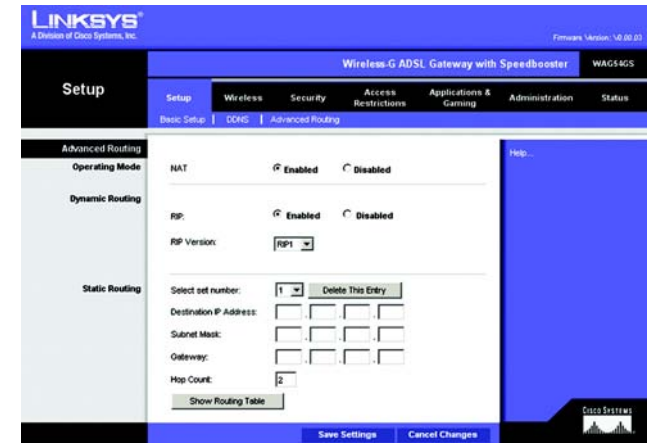 LINKSYS®
A Division of Cisco Systems, Inc.
Firmware Version: V0.00.03
Wireless-G ADSL Gateway with Speedbooster WAG54GS
Setup
Setup Wireless Security Access Restrictions Applications & Gaming Administration Status
Basic Setup | DDNS | Advanced Routing
Advanced Routing
Help...
Operating Mode NAT Enabled Disabled
Dynamic Routing
RIP: Enabled Disabled
RIP Version: RIP1
Static Routing Select set number: 1 Delete This Entry
Destination IP Address: . . .
Subnet Mask: . . .
Gateway: . . .
Hop Count: 2
Show Routing Table
Save Settings Cancel Changes
CISCO SYSTEMS